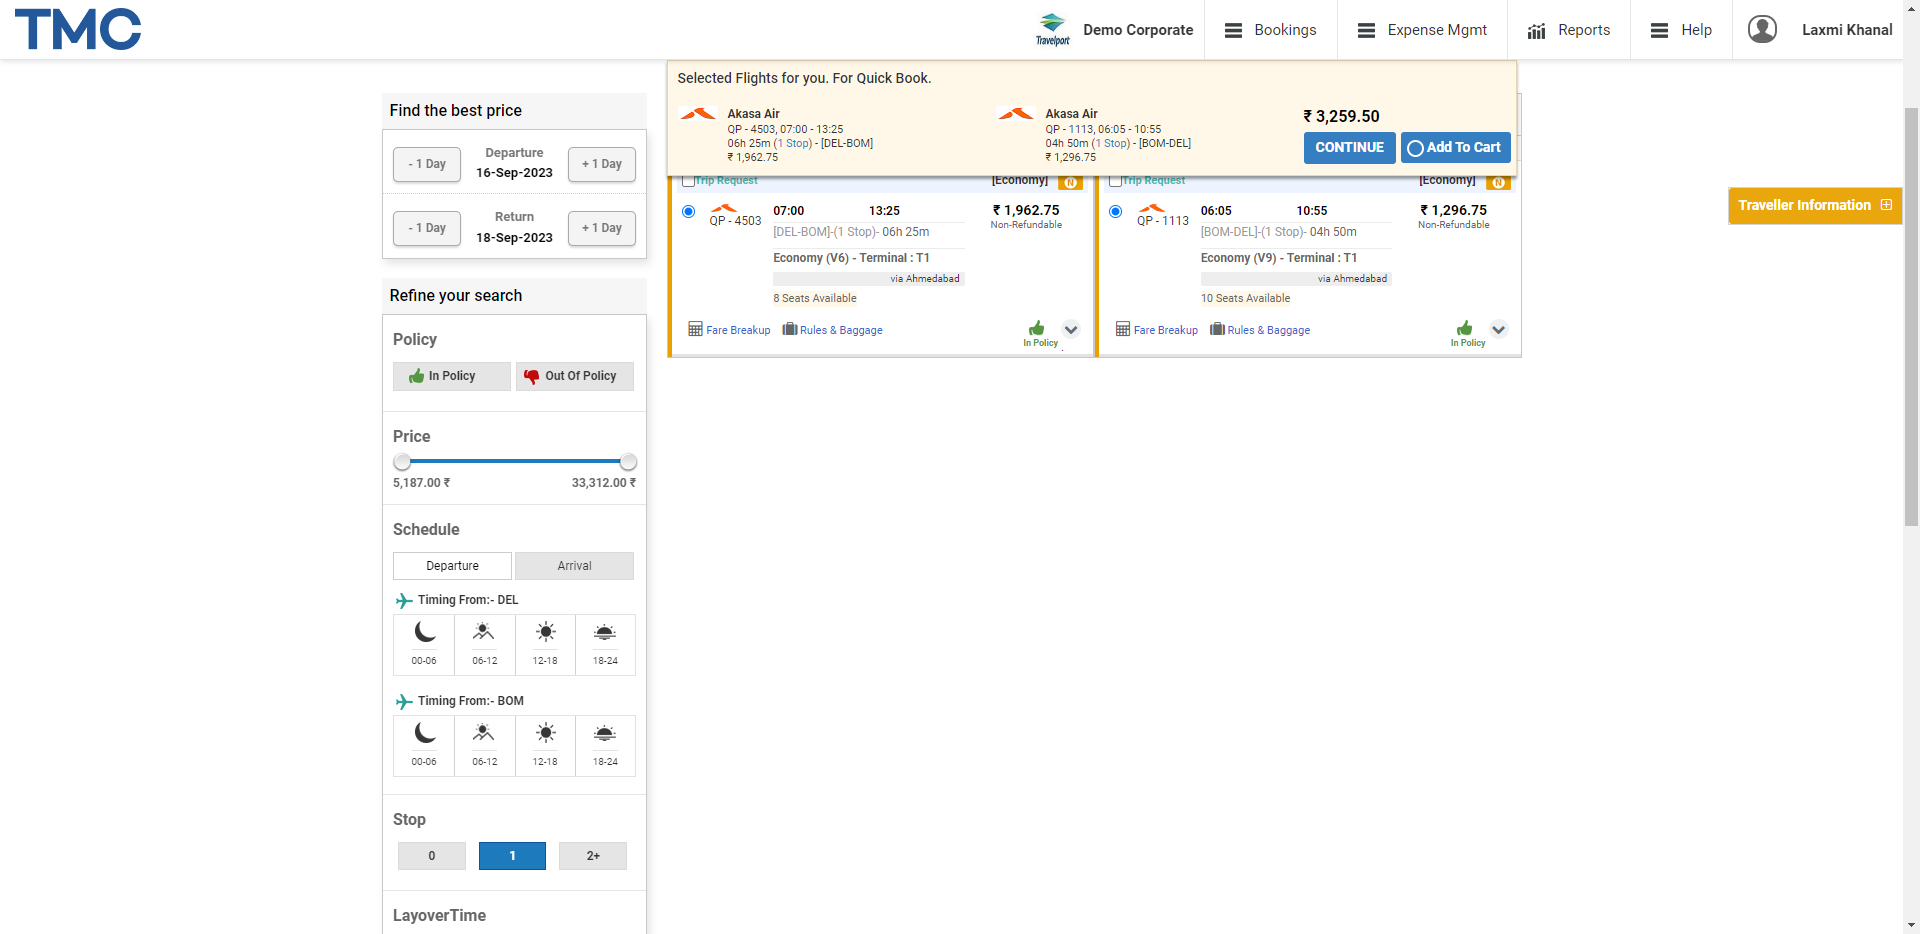 TMC
Travelport
Demo Corporate
Bookings
Expense Mgmt
Reports
Help
Laxmi Khanal
Selected Flights for you. For Quick Book.
Akasa Air
QP - 4503, 07:00 - 13:25
06h 25m (1 Stop) - [DEL-BOM]
₹ 1,962.75
Akasa Air
QP - 1113, 06:05 - 10:55
04h 50m (1 Stop) - [BOM-DEL]
₹ 1,296.75
₹ 3,259.50
CONTINUE
Add To Cart
Find the best price
- 1 Day
Departure
16-Sep-2023
+ 1 Day
- 1 Day
Return
18-Sep-2023
+ 1 Day
Refine your search
Policy
In Policy
Out Of Policy
Price
5,187.00 ₹
33,312.00 ₹
Schedule
Departure
Arrival
Timing From:- DEL
00-06
06-12
12-18
18-24
Timing From:- BOM
00-06
06-12
12-18
18-24
Stop
0
1
2+
LayoverTime
Trip Request
[Economy]
N
QP - 4503
07:00
13:25
[DEL-BOM]-(1 Stop)- 06h 25m
Economy (V6) - Terminal : T1
via Ahmedabad
8 Seats Available
₹ 1,962.75
Non-Refundable
Fare Breakup
Rules & Baggage
In Policy
Trip Request
[Economy]
N
QP - 1113
06:05
10:55
[BOM-DEL]-(1 Stop)- 04h 50m
Economy (V9) - Terminal : T1
via Ahmedabad
10 Seats Available
₹ 1,296.75
Non-Refundable
Fare Breakup
Rules & Baggage
In Policy
Traveller Information